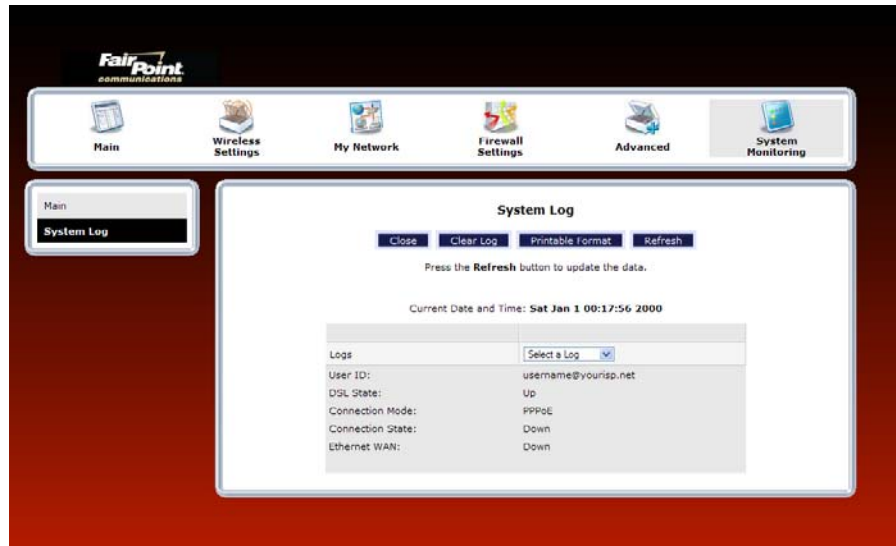 FairPoint
communications
Main
Wireless
Settings
My Network
Firewall
Settings
Advanced
System
Monitoring
Main
System Log
System Log
Close Clear Log Printable Format Refresh
Press the Refresh button to update the data.
Current Date and Time: Sat Jan 1 00:17:56 2000
Logs Select a Log
User ID: username@yourisp.net
DSL State: Up
Connection Mode: PPPoE
Connection State: Down
Ethernet WAN: Down